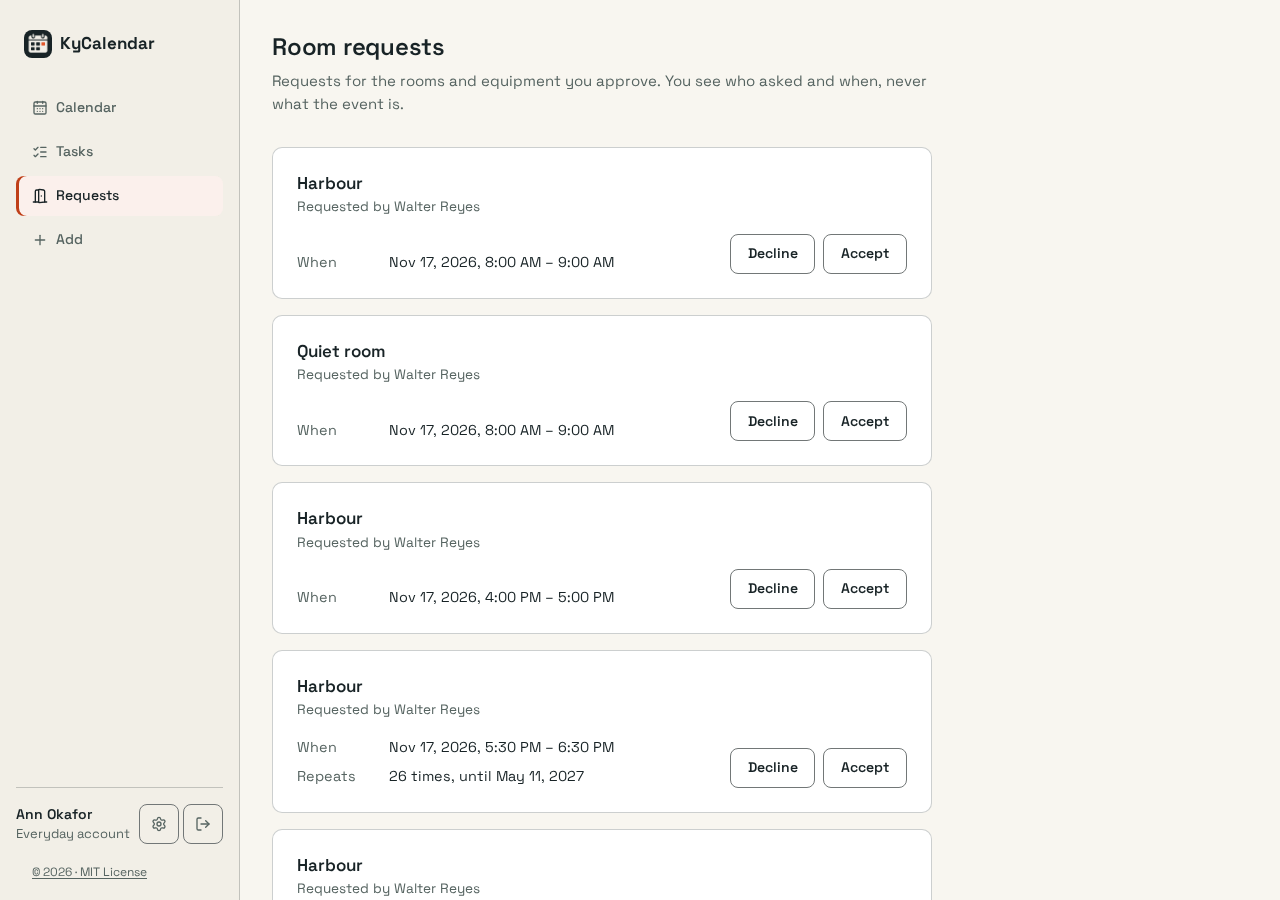 KyCalendar
Calendar
Tasks
Requests
Add
Ann Okafor
Everyday account
© 2026 · MIT License
Room requests
Requests for the rooms and equipment you approve. You see who asked and when, never
what the event is.
Harbour
Requested by Walter Reyes
When Nov 17, 2026, 8:00 AM – 9:00 AM
Decline Accept
Quiet room
Requested by Walter Reyes
When Nov 17, 2026, 8:00 AM – 9:00 AM
Decline Accept
Harbour
Requested by Walter Reyes
When Nov 17, 2026, 4:00 PM – 5:00 PM
Decline Accept
Harbour
Requested by Walter Reyes
When Nov 17, 2026, 5:30 PM – 6:30 PM
Repeats 26 times, until May 11, 2027
Decline Accept
Harbour
Requested by Walter Reyes